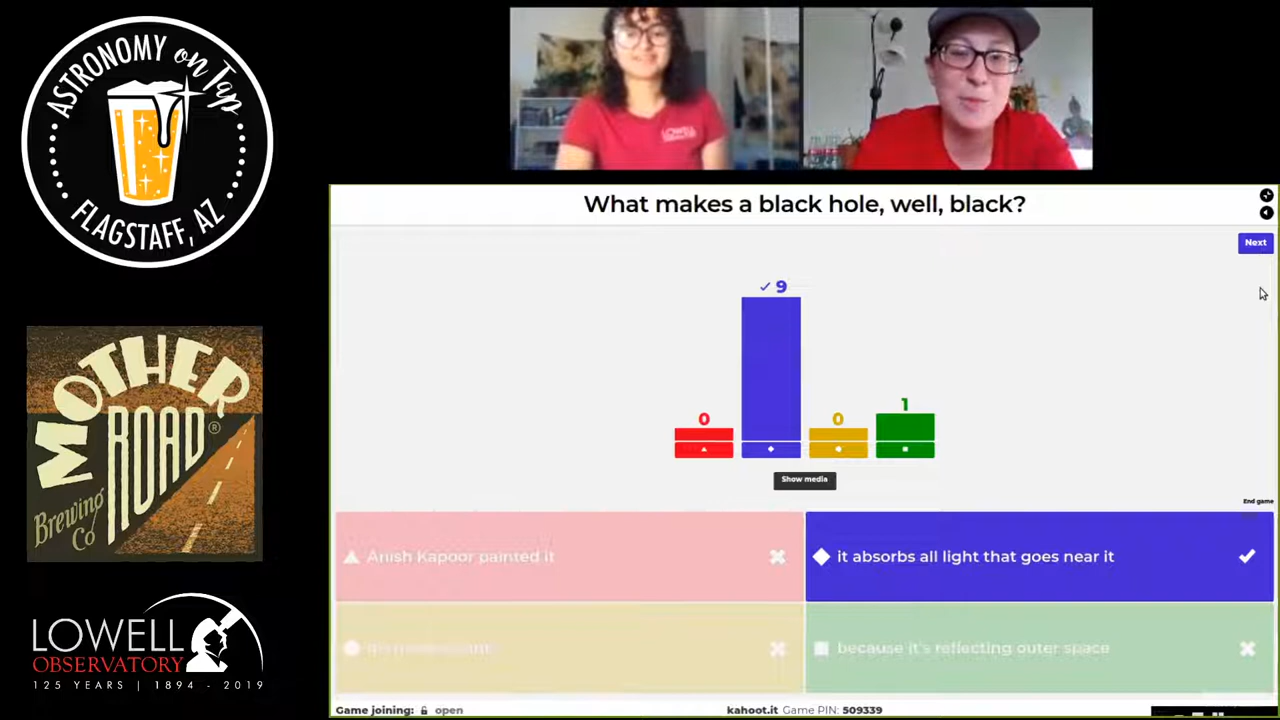 ASTRONOMY on Tap
FLAGSTAFF, AZ
MOTHER
ROAD®
Brewing
Co
LOWELL
OBSERVATORY
125 YEARS | 1894 - 2019
LOWELL
What makes a black hole, well, black?
Next
0
9
0
1
Show media
End game
Anish Kapoor painted it
it absorbs all light that goes near it
because it's reflecting outer space
Game joining: open
kahoot.it Game PIN: 509339